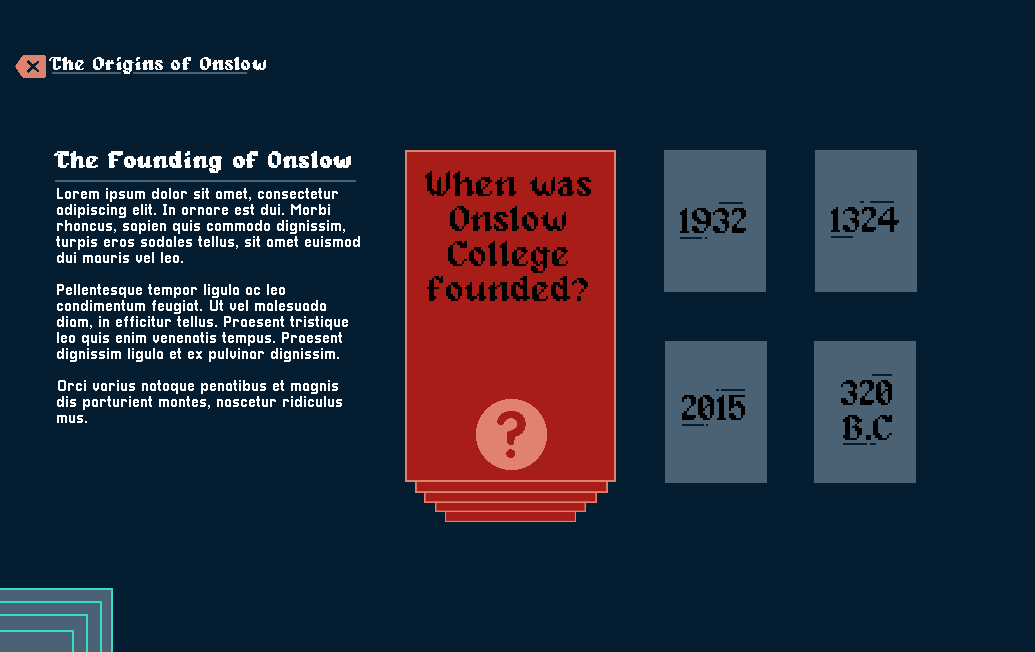 The Origins of Onslow
The Founding of Onslow
Lorem ipsum dolor sit amet, consectetur
adipiscing elit. In ornare est dui. Morbi
rhoncus, sapien quis commodo dignissim,
turpis eros sodales tellus, sit amet euismod
dui mauris vel leo.
Pellentesque tempor ligula ac leo
condimentum feugiat. Ut vel malesuada
diam, in efficitur tellus. Praesent tristique
leo quis enim venenatis tempus. Praesent
dignissim ligula et ex pulvinar dignissim.
Orci varius natoque penatibus et magnis
dis parturient montes, nascetur ridiculus
mus.
When was
Onslow
College
founded?
?
1932
1324
2015
320
B.C